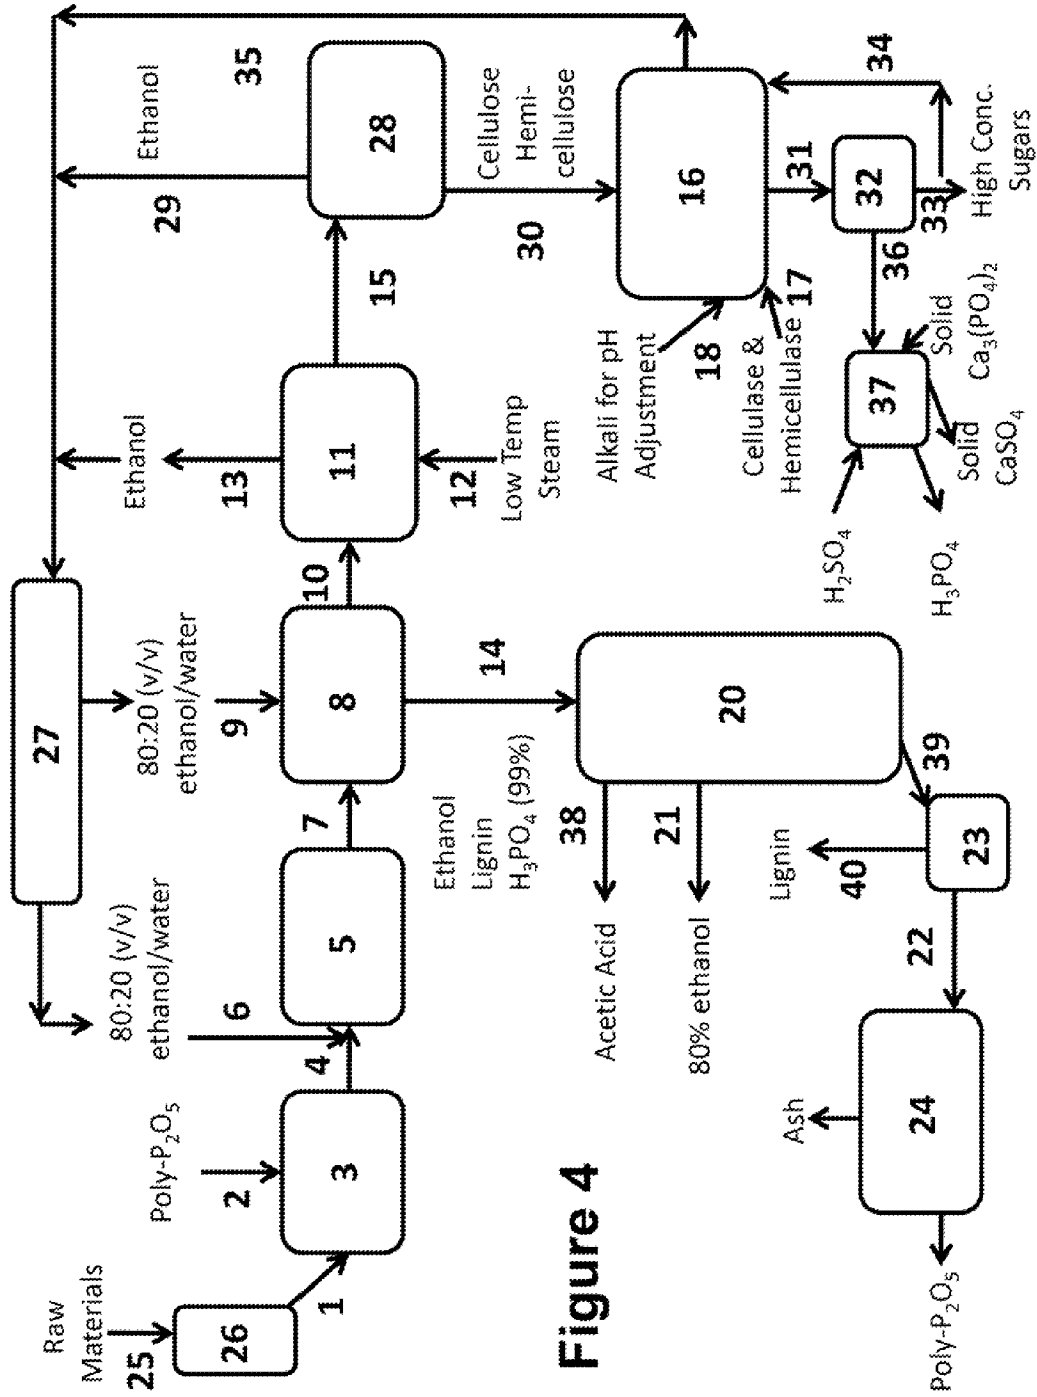 Raw
Materials
25
26
1
Poly-P2O5
2
3
4
80:20 (v/v)
ethanol/water
6
5
7
27
80:20 (v/v)
ethanol/water
9
8
10
Ethanol
13
11
12
Low Temp
Steam
15
Ethanol
29
35
28
30
Cellulose
Hemi-
cellulose
Alkali for pH
Adjustment
18
Cellulase &
Hemicellulase
17
16
31
32
34
33
High Conc.
Sugars
36
37
Solid
Ca3(PO4)2
Solid
CaSO4
H2SO4
H3PO4
14
Ethanol
Lignin
H3PO4 (99%)
20
38
Acetic Acid
21
80% ethanol
39
23
Lignin
40
22
24
Ash
Poly-P2O5
Figure 4